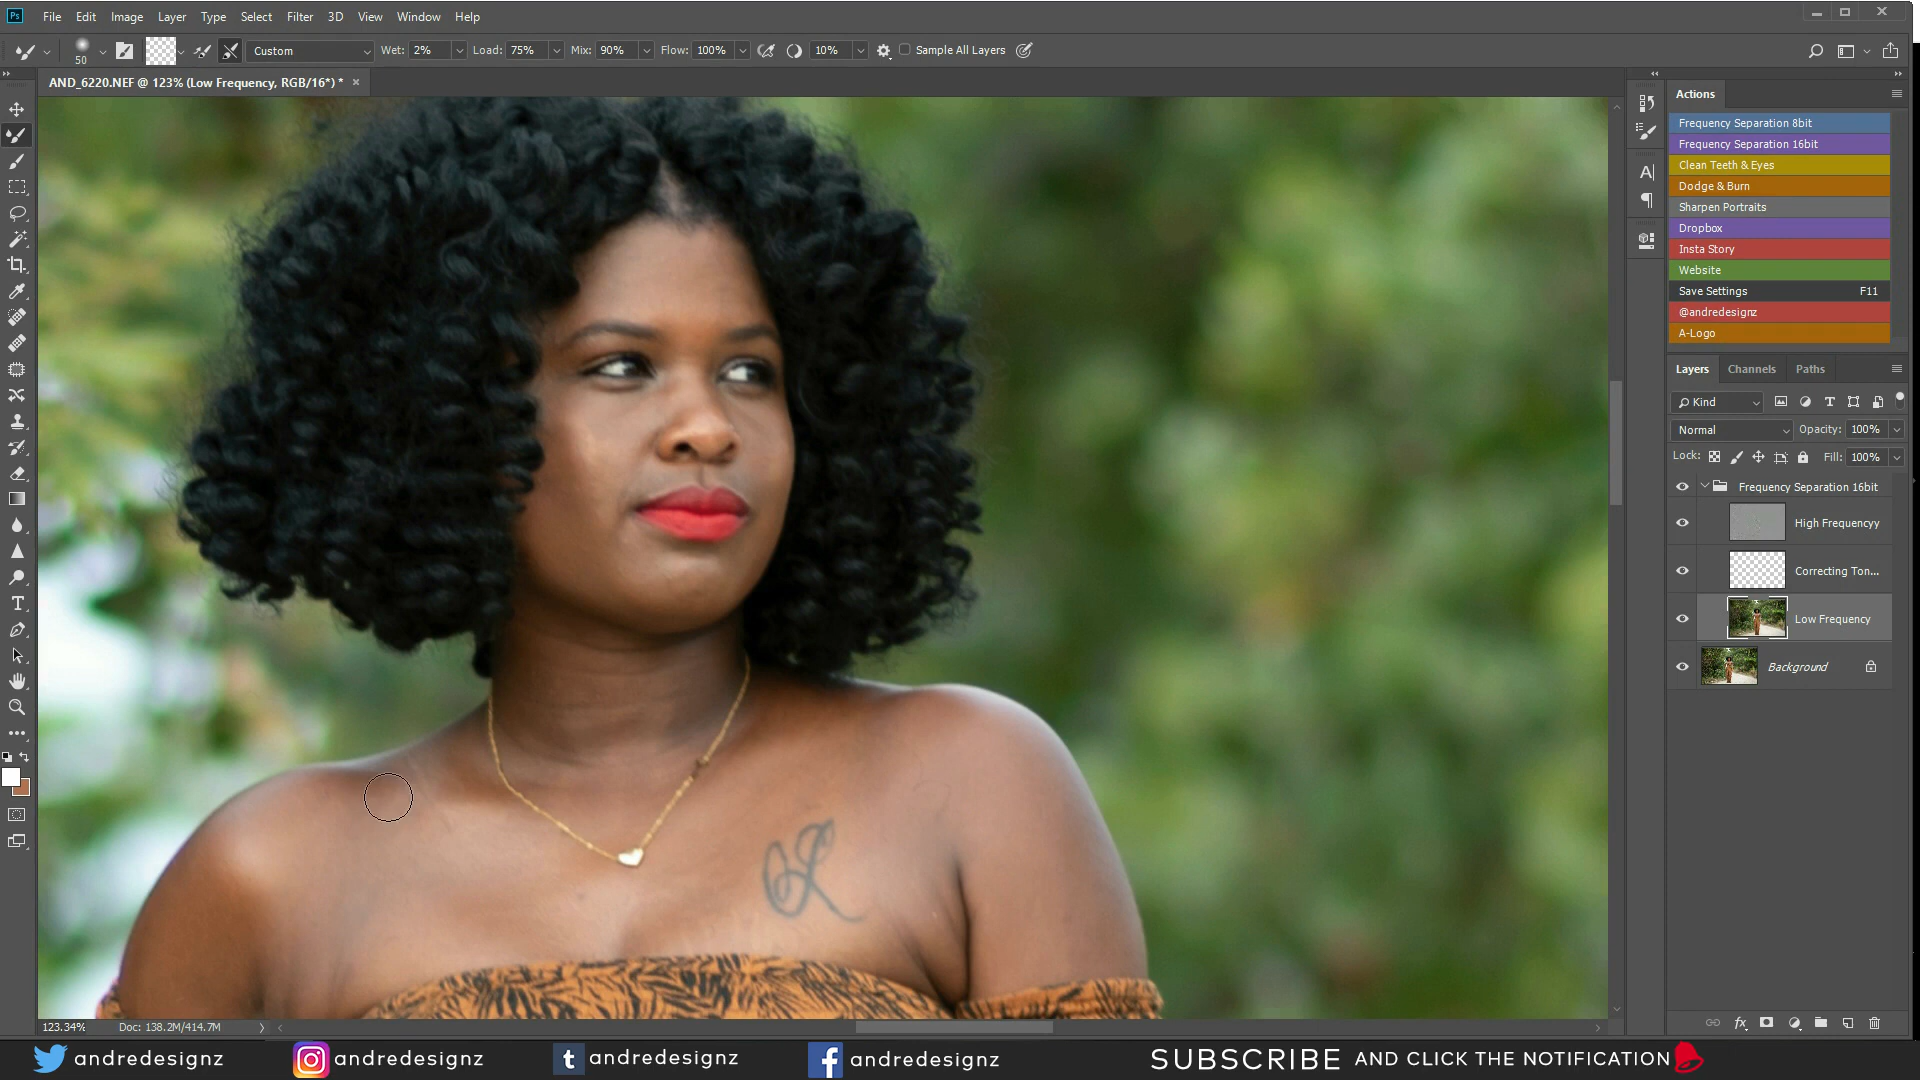 Ps File Edit Image Layer Type Select Filter 3D View Window Help
50 Custom Wet: 2% Load: 75% Mix: 90% Flow: 100% 10% Sample All Layers
AND_6220.NEF @ 123% (Low Frequency, RGB/16*) * ×
Actions
Frequency Separation 8bit
Frequency Separation 16bit
Clean Teeth & Eyes
Dodge & Burn
Sharpen Portraits
Dropbox
Insta Story
Website
Save Settings F11
@andredesignz
A-Logo
Layers Channels Paths
Kind
Normal Opacity: 100%
Lock: Fill: 100%
Frequency Separation 16bit
High Frequencyy
Correcting Ton...
Low Frequency
Background
123.34% Doc: 138.2M/414.7M
andredesignz andredesignz andredesignz andredesignz SUBSCRIBE AND CLICK THE NOTIFICATION